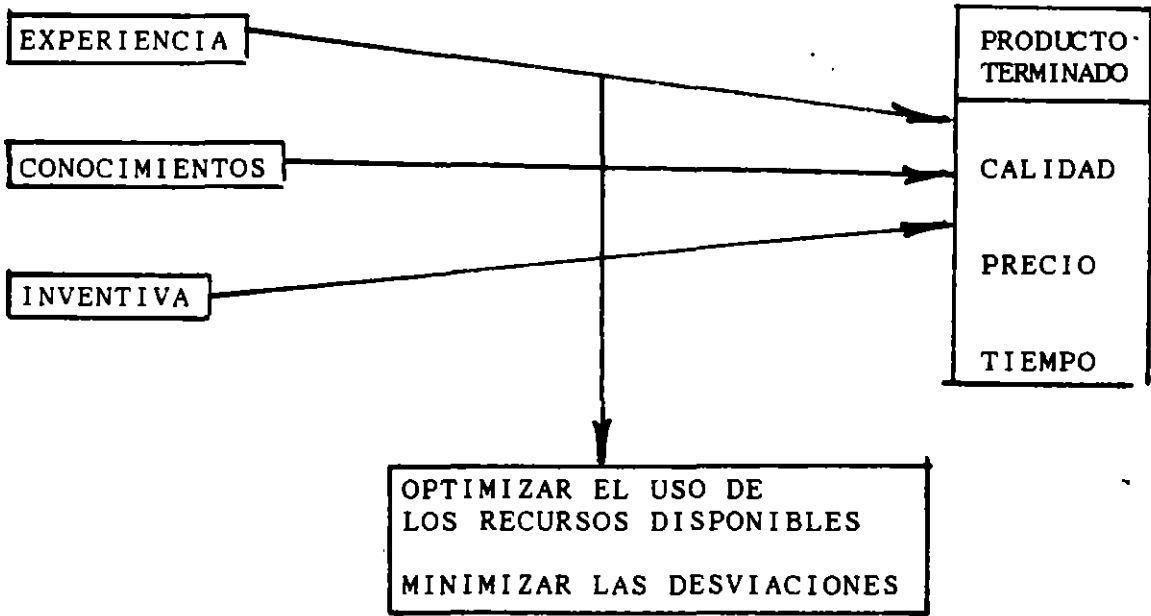 EXPERIENCIA
CONOCIMIENTOS
INVENTIVA
PRODUCTO
TERMINADO
CALIDAD
PRECIO
TIEMPO
OPTIMIZAR EL USO DE
LOS RECURSOS DISPONIBLES
MINIMIZAR LAS DESVIACIONES